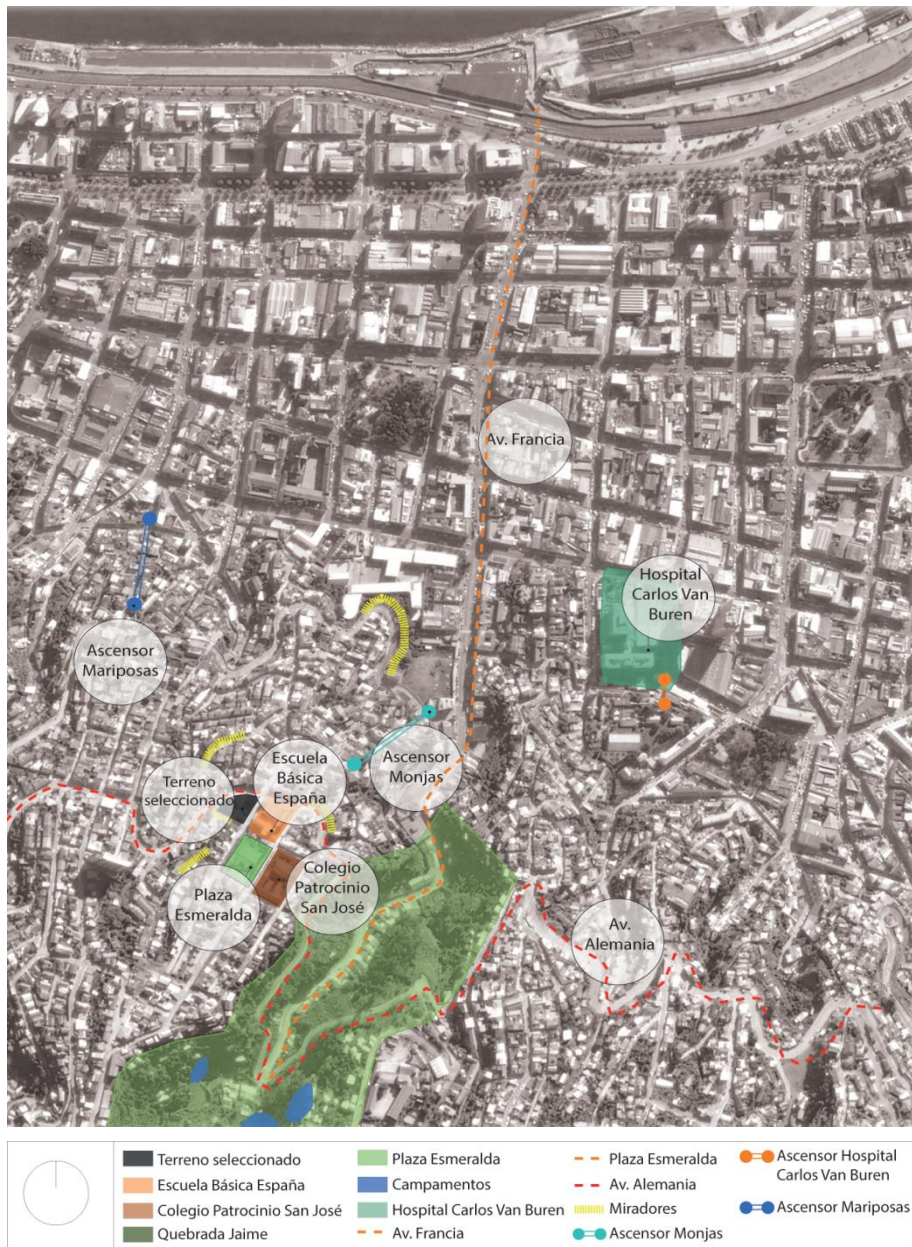 Av. Francia
Hospital
Carlos Van
Buren
Ascensor
Mariposas
Ascensor
Monjas
Escuela
Básica
España
Terreno
seleccionado
Plaza
Esmeralda
Colegio
Patrocinio
San José
Av.
Alemania
Terreno seleccionado
Escuela Básica España
Colegio Patrocinio San José
Quebrada Jaime
Plaza Esmeralda
Campamentos
Hospital Carlos Van Buren
Av. Francia
Plaza Esmeralda
Av. Alemania
Miradores
Ascensor Monjas
Ascensor Hospital
Carlos Van Buren
Ascensor Mariposas